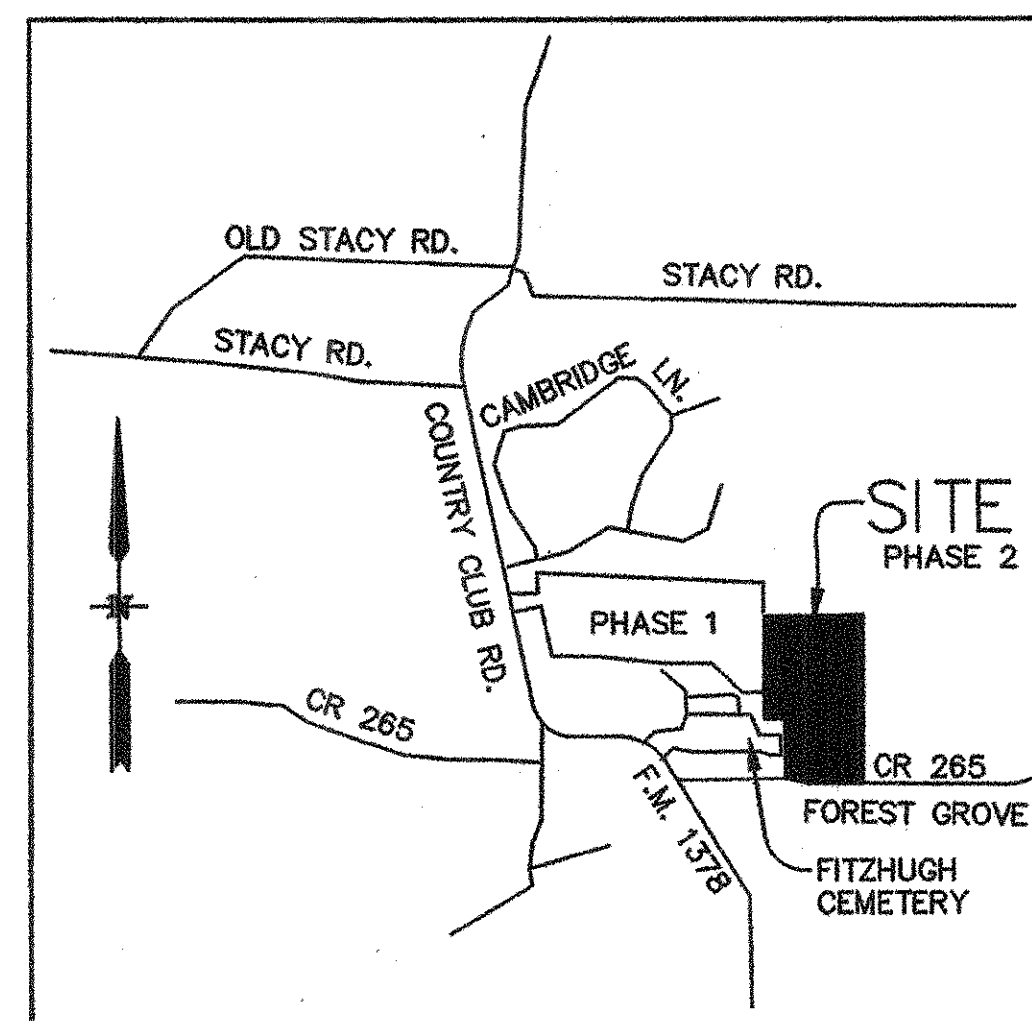 OLD STACY RD.
STACY RD.
STACY RD.
CAMBRIDGE LN.
COUNTRY CLUB RD.
SITE
PHASE 2
PHASE 1
N
CR 265
CR 265
FOREST GROVE
F.M. 1378
FITZHUGH
CEMETERY